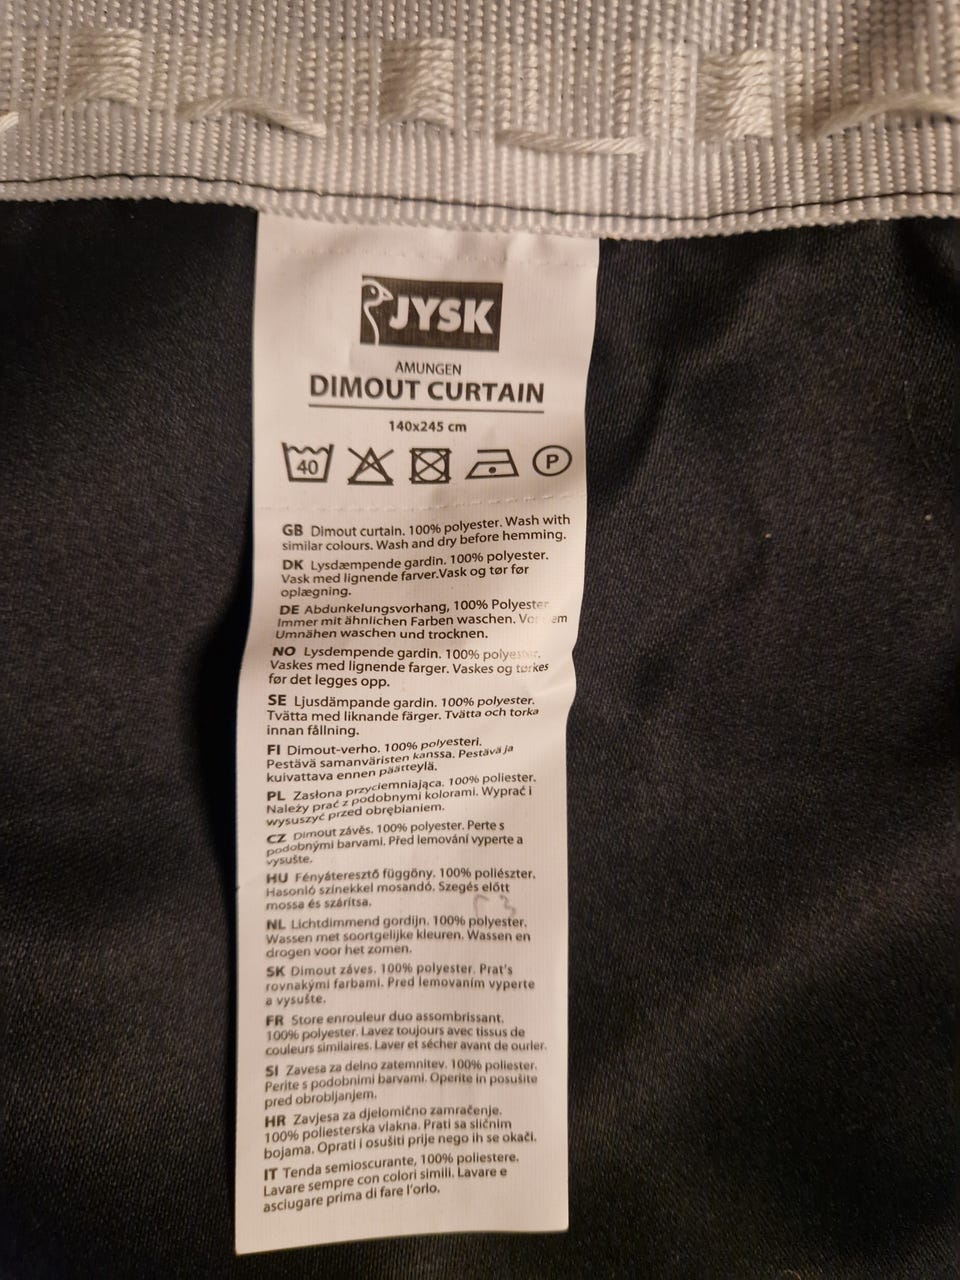 JYSK
AMUNGEN
DIMOUT CURTAIN
140x245 cm
40
P
GB Dimout curtain. 100% polyester. Wash with
similar colours. Wash and dry before hemming.
DK Lysdæmpende gardin. 100% polyester.
Vask med lignende farver.Vask og tør før
oplægning.
DE Abdunkelungsvorhang, 100% Polyester
Immer mit ähnlichen Farben waschen.
Umnähen waschen und trocknen.
NO Lysdempende gardin. 100% polyester.
Vaskes med lignende farger. Vaskes og tørkes
før det legges opp.
SE Ljusdämpande gardin. 100% polyester.
Tvätta med liknande färger. Tvätta och torka
innan fållning.
FI Dimout-verho. 100% polyesteri.
Pestävä samanväristen kanssa. Pestävä ja
kuivattava ennen päätteylä.
PL Zasłona przyciemniająca. 100% poliester.
Należy prać z podobnymi kolorami. Wyprać i
wysuszyć przed obrębianiem.
CZ Dimout závěs. 100% polyester. Perte s
podobnými barvami. Před lemování vyperte a
vysušte.
HU Fényáteresztő függöny. 100% poliészter.
Hasonló színekkel mosandó. Szegés előtt
mossa és szárítsa.
NL Lichtdimmend gordijn. 100% polyester.
Wassen met soortgelijke kleuren. Wassen en
drogen voor het zomen.
SK Dimout záves. 100% polyester. Prat's
rovnakými farbami. Pred lemovaním vyperte
a vysušte.
FR Store enrouleur duo assombrissant.
100% polyester. Lavez toujours avec tissus de
couleurs similaires. Laver et sécher avant de ourler.
SI Zavesa za delno zatemnitev. 100% poliester.
Perite s podobnimi barvami. Operite in posušite
pred obrobljanjem.
HR Zavjesa za djelomično zamračenje.
100% poliesterska vlakna. Prati sa sličnim
bojama. Oprati i osušiti prije nego ih se okači.
IT Tenda semioscurante, 100% poliestere.
Lavare sempre con colori simili. Lavare e
asciugare prima di fare l'orlo.